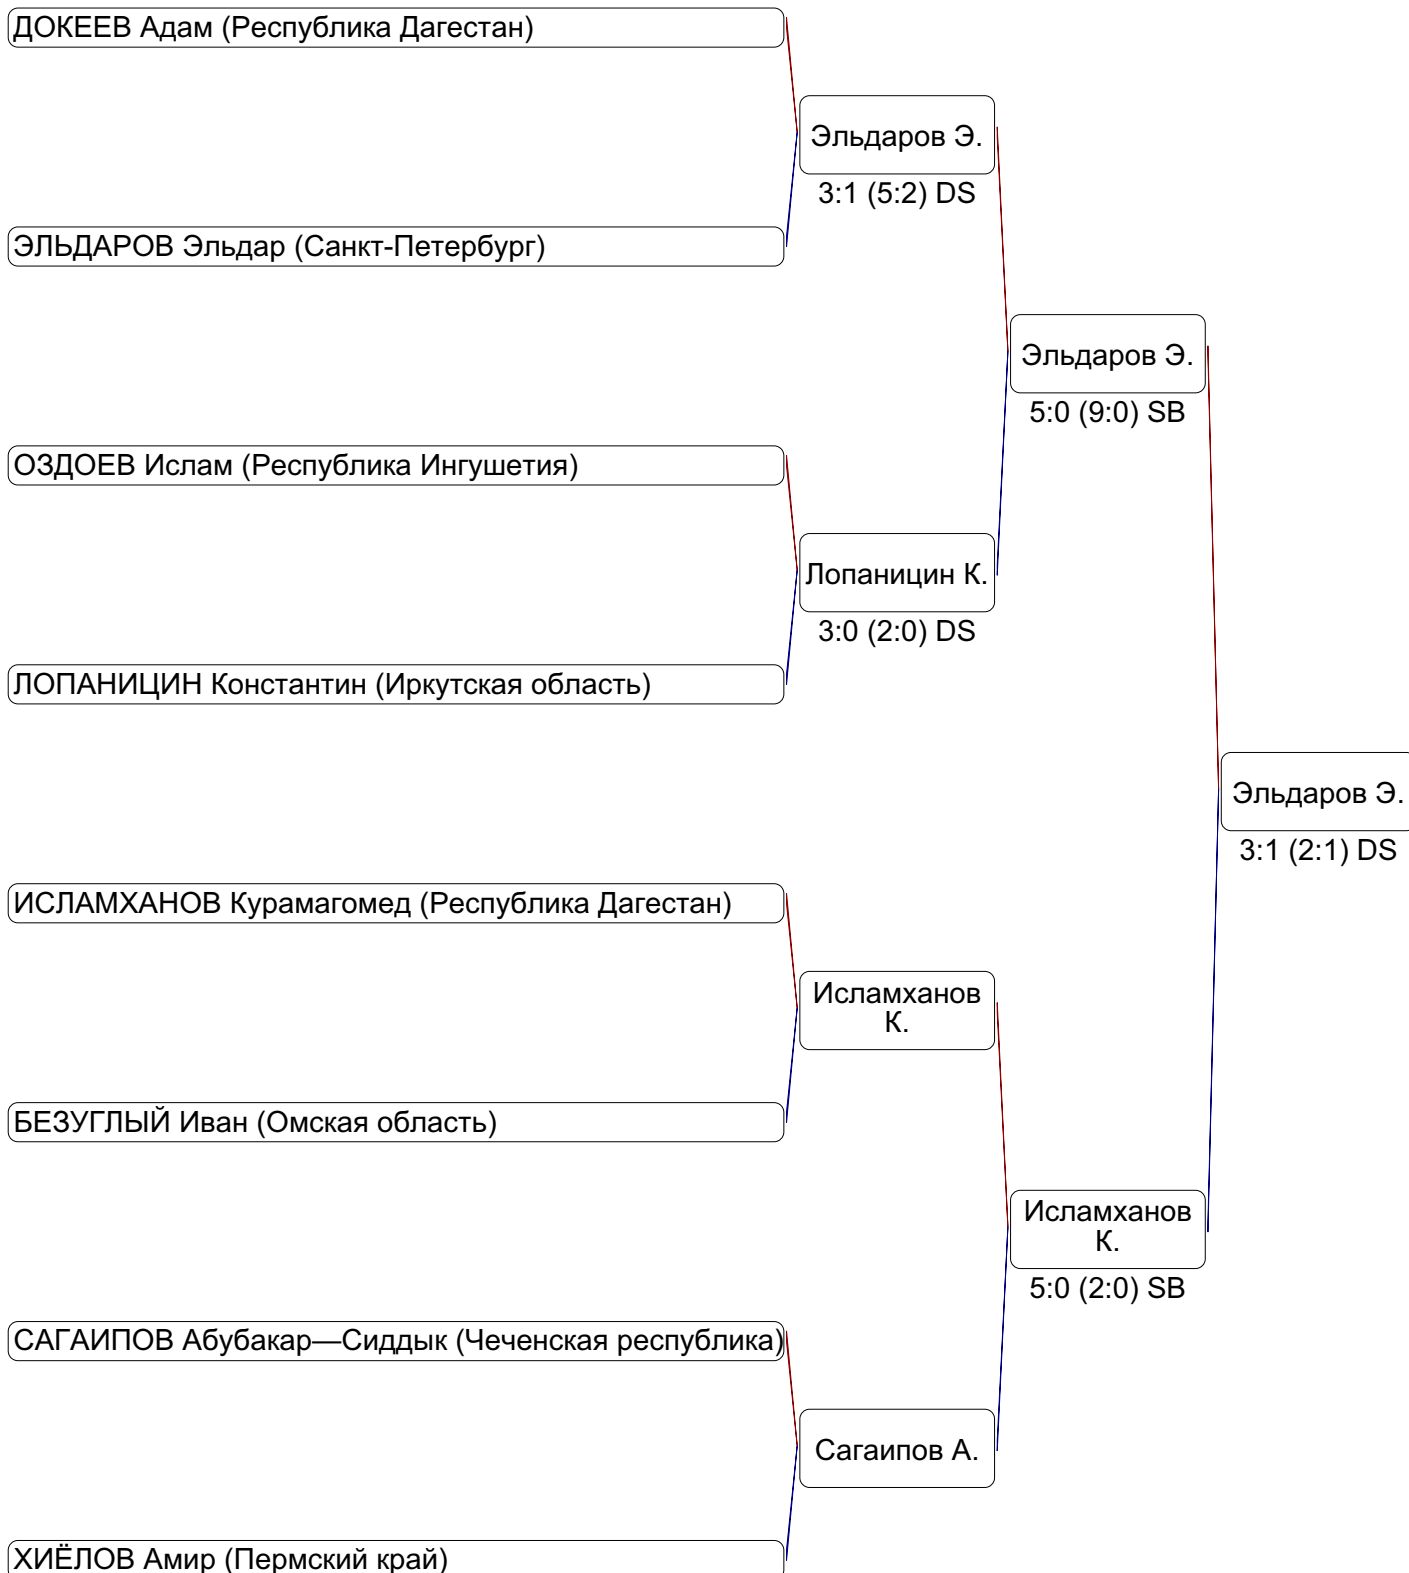 ДОКЕЕВ Адам (Республика Дагестан)
Эльдаров Э.
3:1 (5:2) DS
ЭЛЬДАРОВ Эльдар (Санкт-Петербург)
Эльдаров Э.
5:0 (9:0) SB
ОЗДОЕВ Ислам (Республика Ингушетия)
Лопаницин К.
3:0 (2:0) DS
ЛОПАНИЦИН Константин (Иркутская область)
Эльдаров Э.
3:1 (2:1) DS
ИСЛАМХАНОВ Курамагомед (Республика Дагестан)
Исламханов
К.
БЕЗУГЛЫЙ Иван (Омская область)
Исламханов
К.
5:0 (2:0) SB
САГАИПОВ Абубакар—Сиддык (Чеченская республика)
Сагаипов А.
ХИЁЛОВ Амир (Пермский край)